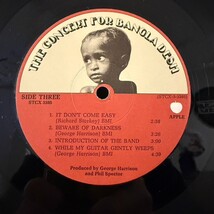 THE CONCERT FOR BANGLA DESH
SIDE THREE
STCX 3385
APPLE
1 IT DON'T COME EASY
(Richard Starkey) BMI
2 BEWARE OF DARKNESS
(George Harrison) BMI
3 INTRODUCTION OF THE BAND
4 WHILE MY GUITAR GENTLY WEEPS
(George Harrison) BMI
Produced by George Harrison
and Phil Spector